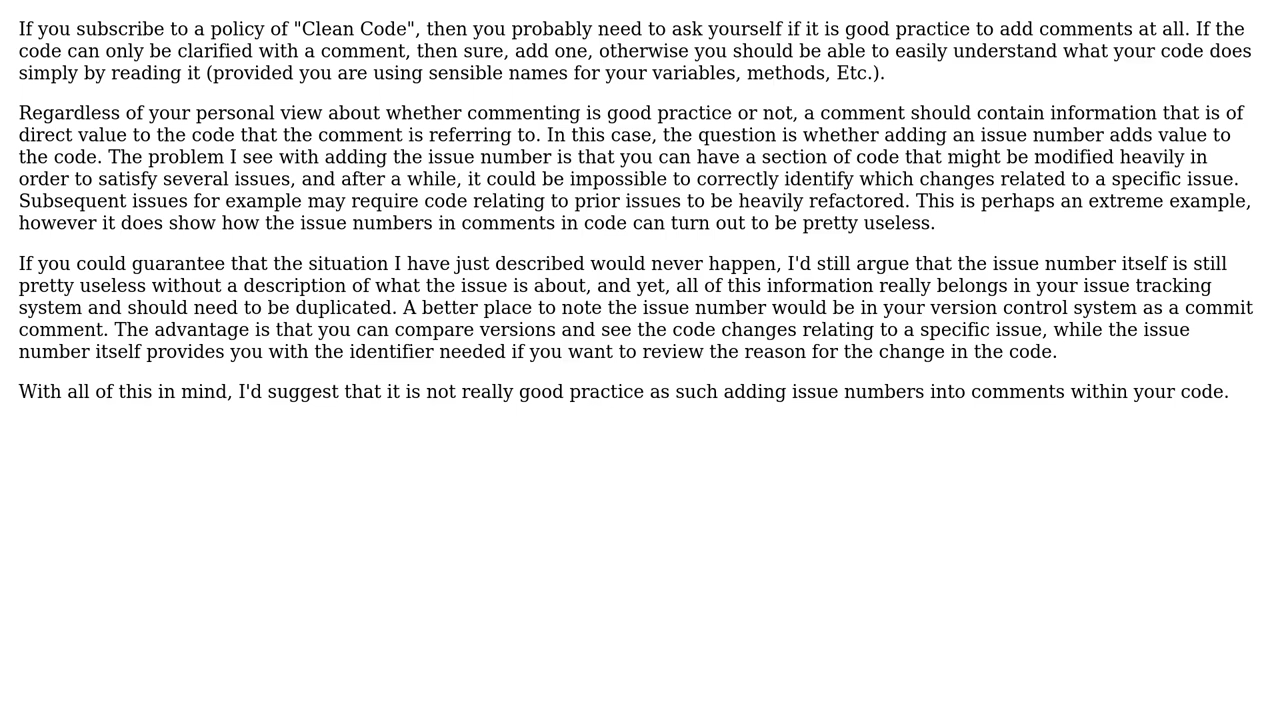 If you subscribe to a policy of "Clean Code", then you probably need to ask yourself if it is good practice to add comments at all. If the
code can only be clarified with a comment, then sure, add one, otherwise you should be able to easily understand what your code does
simply by reading it (provided you are using sensible names for your variables, methods, Etc.).
Regardless of your personal view about whether commenting is good practice or not, a comment should contain information that is of
direct value to the code that the comment is referring to. In this case, the question is whether adding an issue number adds value to
the code. The problem I see with adding the issue number is that you can have a section of code that might be modified heavily in
order to satisfy several issues, and after a while, it could be impossible to correctly identify which changes related to a specific issue.
Subsequent issues for example may require code relating to prior issues to be heavily refactored. This is perhaps an extreme example,
however it does show how the issue numbers in comments in code can turn out to be pretty useless.
If you could guarantee that the situation I have just described would never happen, I'd still argue that the issue number itself is still
pretty useless without a description of what the issue is about, and yet, all of this information really belongs in your issue tracking
system and should need to be duplicated. A better place to note the issue number would be in your version control system as a commit
comment. The advantage is that you can compare versions and see the code changes relating to a specific issue, while the issue
number itself provides you with the identifier needed if you want to review the reason for the change in the code.
With all of this in mind, I'd suggest that it is not really good practice as such adding issue numbers into comments within your code.